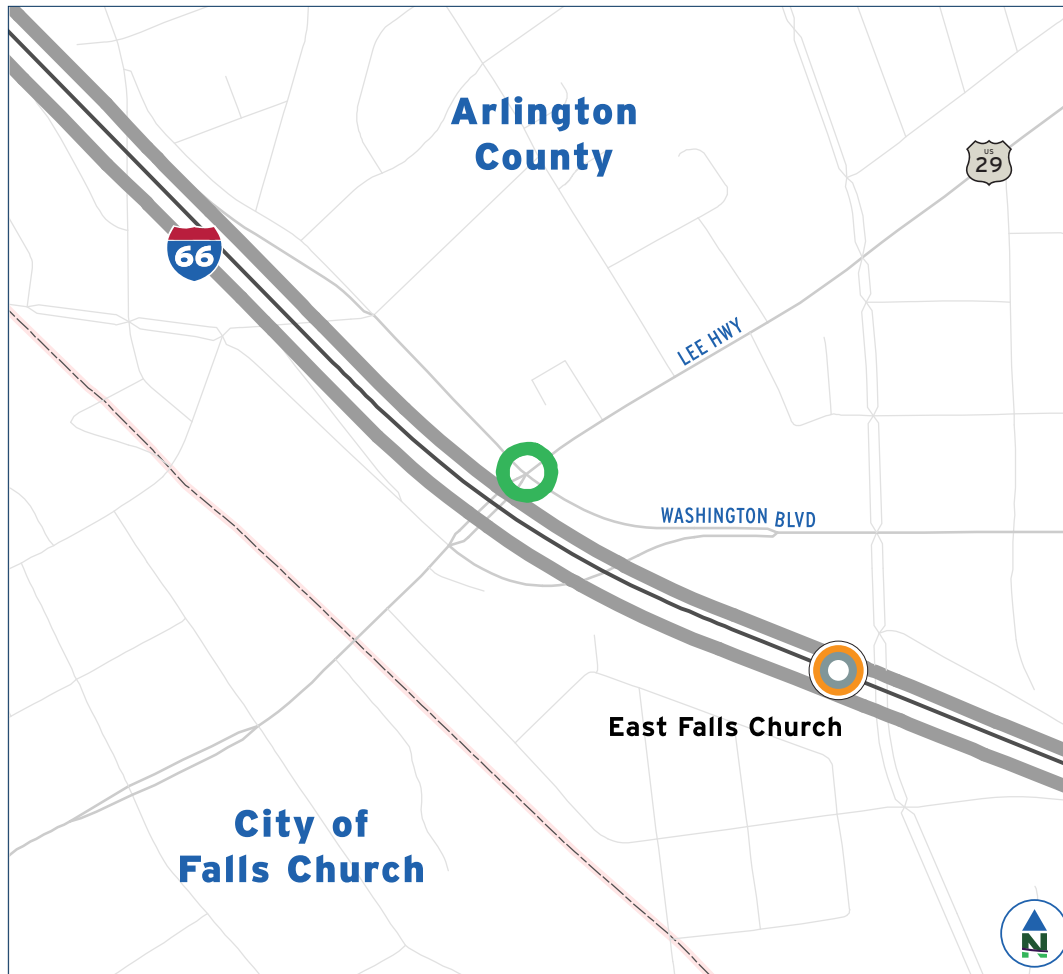 Arlington
County
US
29
66
LEE HWY
WASHINGTON BLVD
East Falls Church
City of
Falls Church
N